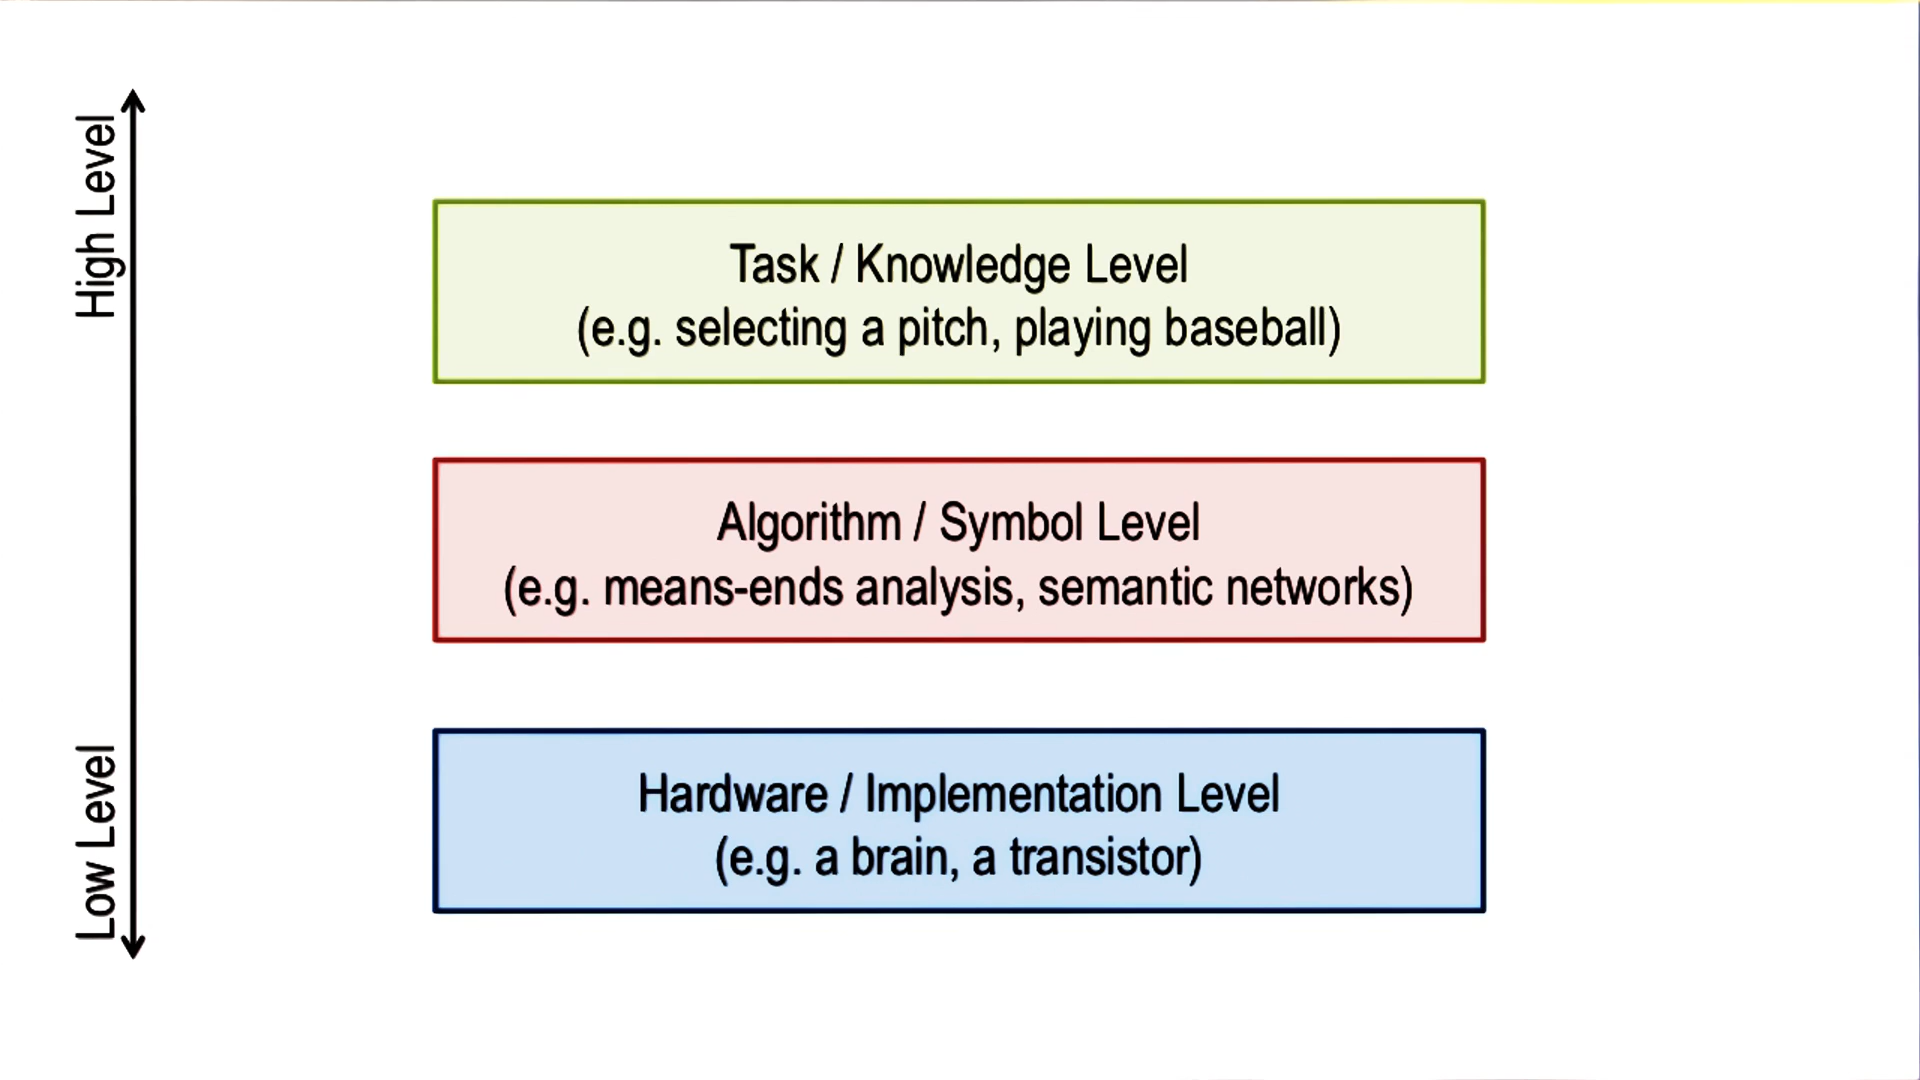 High Level
Task / Knowledge Level
(e.g. selecting a pitch, playing baseball)
Algorithm / Symbol Level
(e.g. means-ends analysis, semantic networks)
Low Level
Hardware / Implementation Level
(e.g. a brain, a transistor)